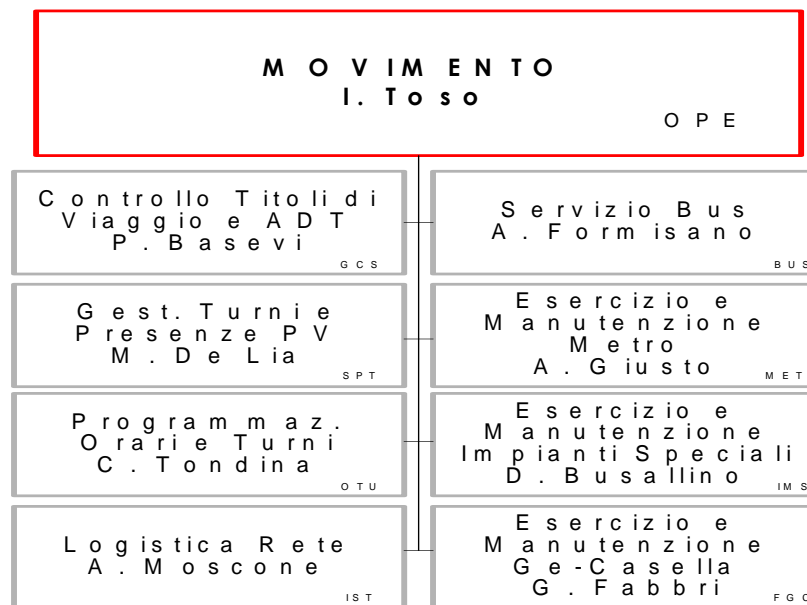 MOVIMENTO
I. Toso
OPE
Controllo Titoli di
Viaggio e ADT
P. Basevi
GCS
Gest. Turni e
Presenze PV
M. De Lia
SPT
Programmaz.
Orari e Turni
C. Tondina
OTU
Logistica Rete
A. Moscone
IST
Servizio Bus
A. Formisano
BUS
Esercizio e
Manutenzione
Metro
A. Giusto
MET
Esercizio e
Manutenzione
Impianti Speciali
D. Busallino
IMS
Esercizio e
Manutenzione
Ge-Casella
G. Fabbri
FGC